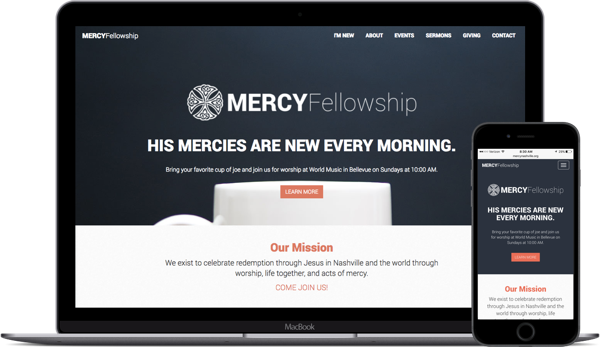 MERCYFellowship
I'M NEW ABOUT EVENTS SERMONS GIVING CONTACT
MERCYFellowship
HIS MERCIES ARE NEW EVERY MORNING.
Bring your favorite cup of joe and join us for worship at World Music in Bellevue on Sundays at 10:00 AM.
LEARN MORE
Our Mission
We exist to celebrate redemption through Jesus in Nashville and the world through
worship, life together, and acts of mercy.
COME JOIN US!
MacBook
Verizon
MERCYFellowship
MERCYFellowship
HIS MERCIES ARE NEW
EVERY MORNING.
Bring your favorite cup of joe and join us
for worship at World Music in Bellevue on
Sundays at 10:00 AM.
LEARN MORE
Our Mission
We exist to celebrate redemption
through Jesus in Nashville and the
world through worship, life